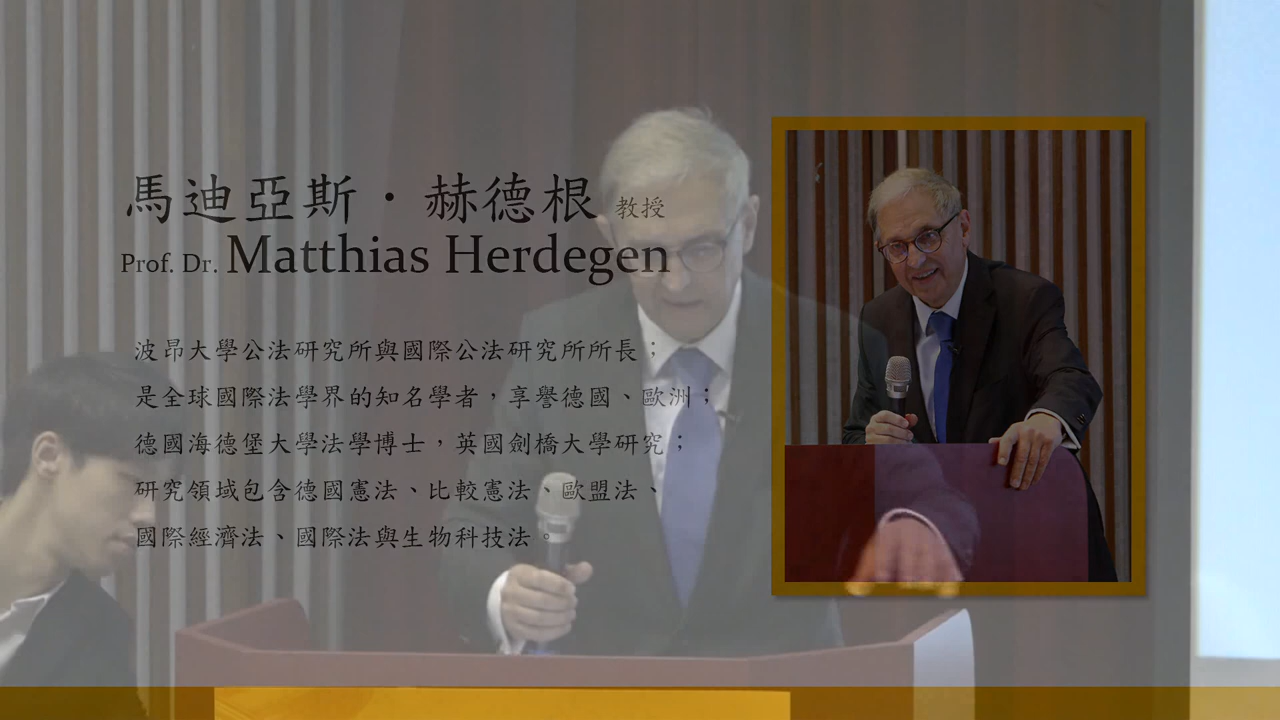 馬迪亞斯・赫德根 教授
Prof. Dr. Matthias Herdegen
波昂大學公法研究所與國際公法研究所所長；
是全球國際法學界的知名學者，享譽德國、歐洲；
德國海德堡大學法學博士，英國劍橋大學研究；
研究領域包含德國憲法、比較憲法、歐盟法、
國際經濟法、國際法與生物科技法。